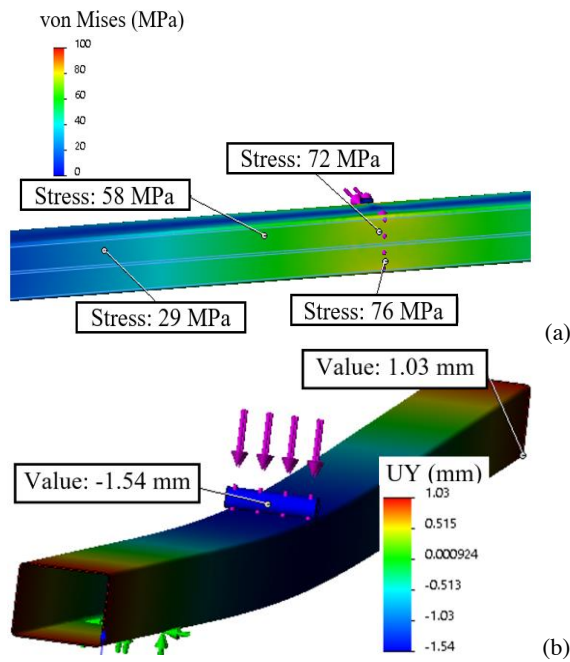 von Mises (MPa)
100
80
60
40
20
0
Stress: 72 MPa
Stress: 58 MPa
Stress: 29 MPa
Stress: 76 MPa
(a)
Value: 1.03 mm
Value: -1.54 mm
UY (mm)
1.03
0.515
0.000924
-0.513
-1.03
-1.54
(b)